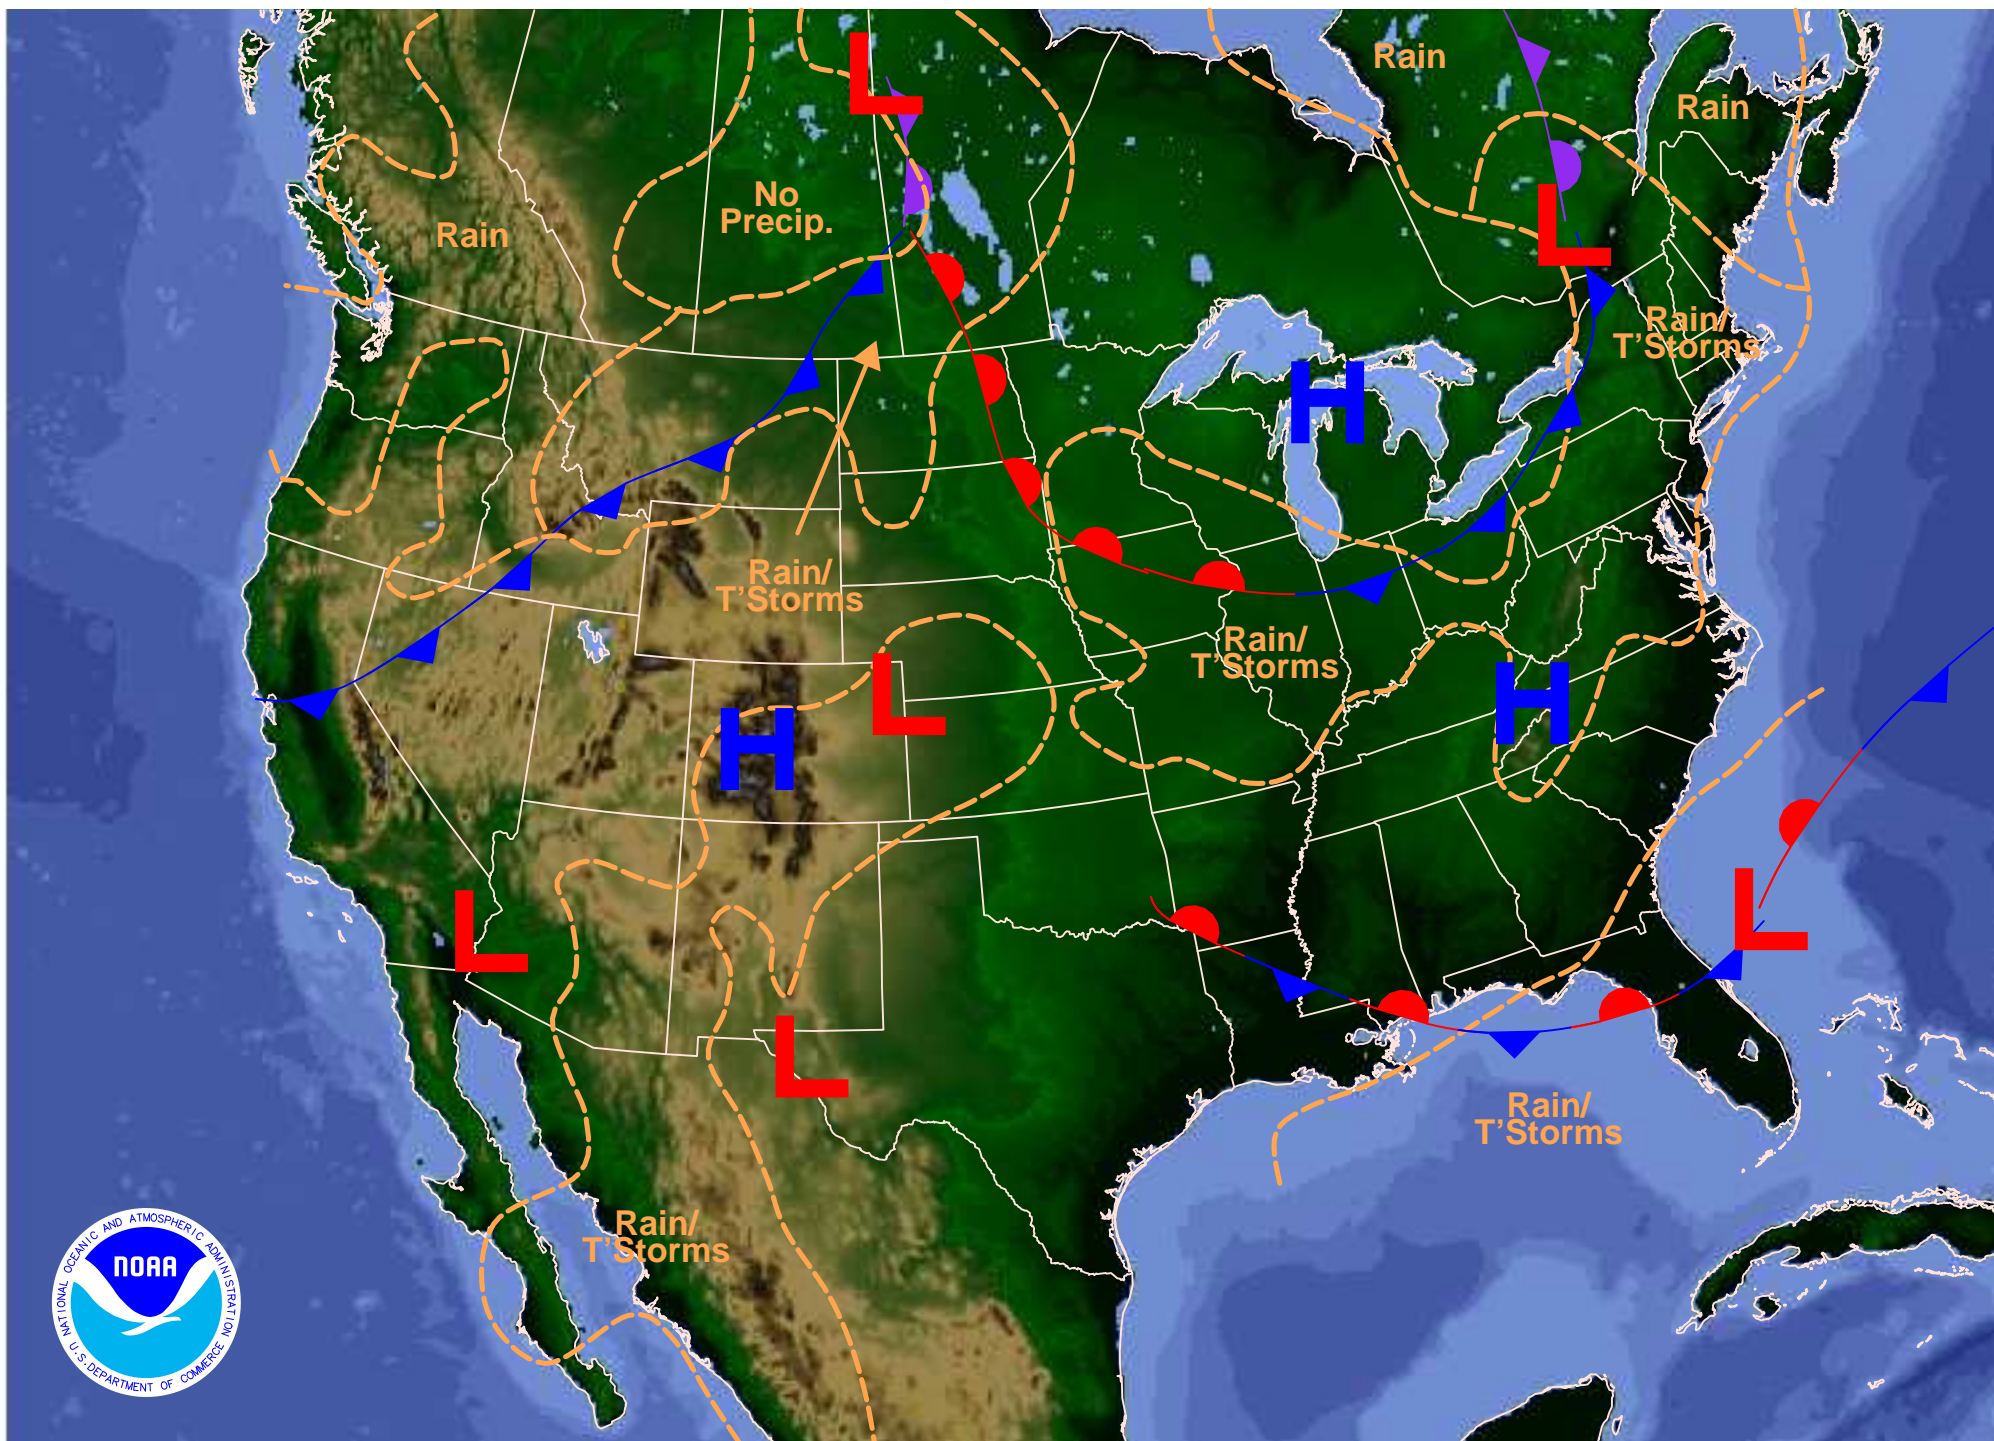 Rain
Rain
No
Precip.
Rain
L
L
Rain/
T'Storms
H
Rain/
T'Storms
Rain/
T'Storms
L
H
H
L
L
L
Rain/
T'Storms
Rain/
T'Storms
NATIONAL OCEANIC AND ATMOSPHERIC ADMINISTRATION
NOAA
U.S. DEPARTMENT OF COMMERCE